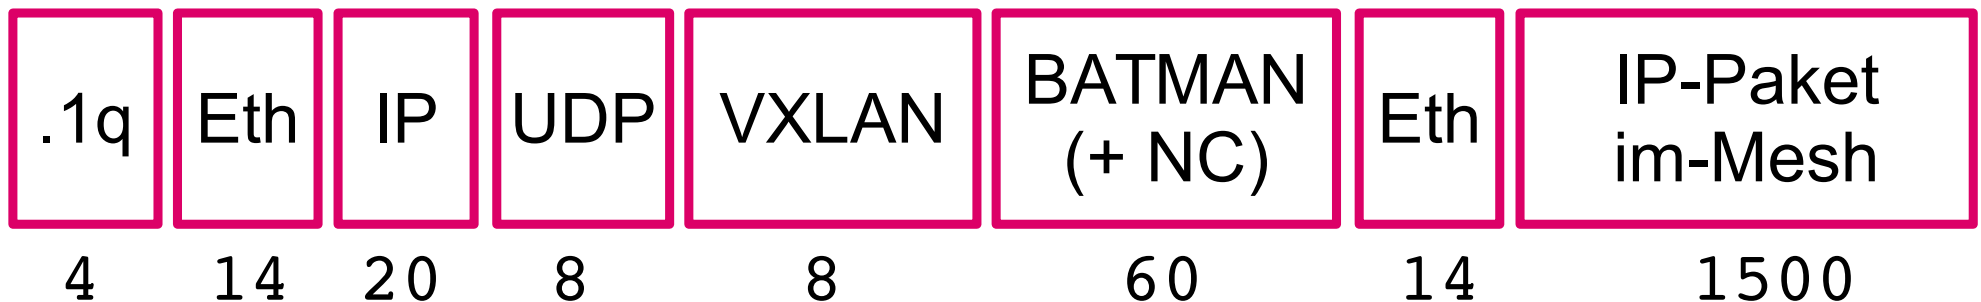 .1q Eth IP UDP VXLAN BATMAN (+ NC) Eth IP-Paket im-Mesh
4 14 20 8 8 60 14 1500